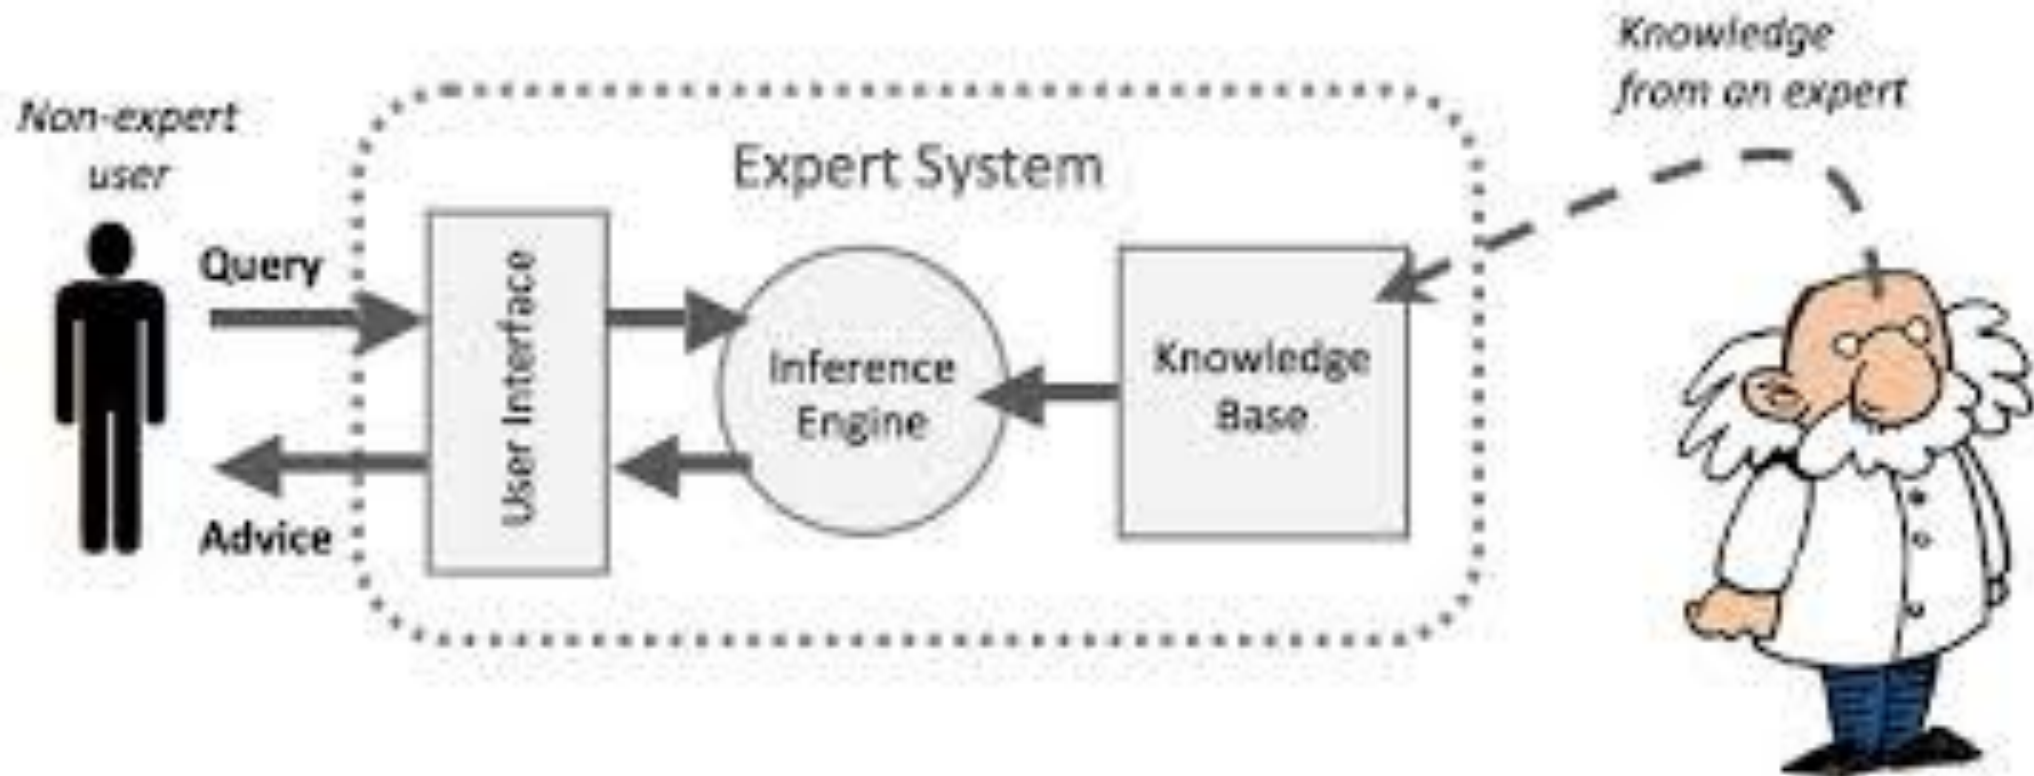 Knowledge
from an expert
Non-expert
user
Expert System
Query
User Interface
Inference
Engine
Knowledge
Base
Advice